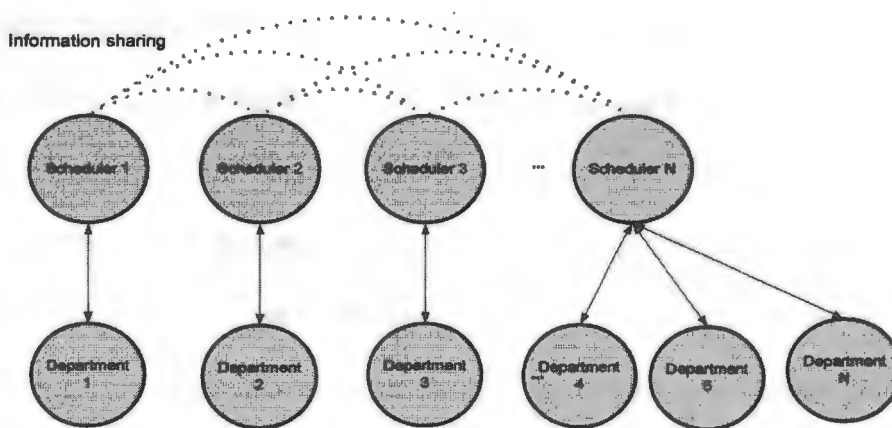 Information sharing
Scheduler 1
Scheduler 2
Scheduler 3
...
Scheduler N
Department
1
Department
2
Department
3
...
Department
4
Department
5
Department
N